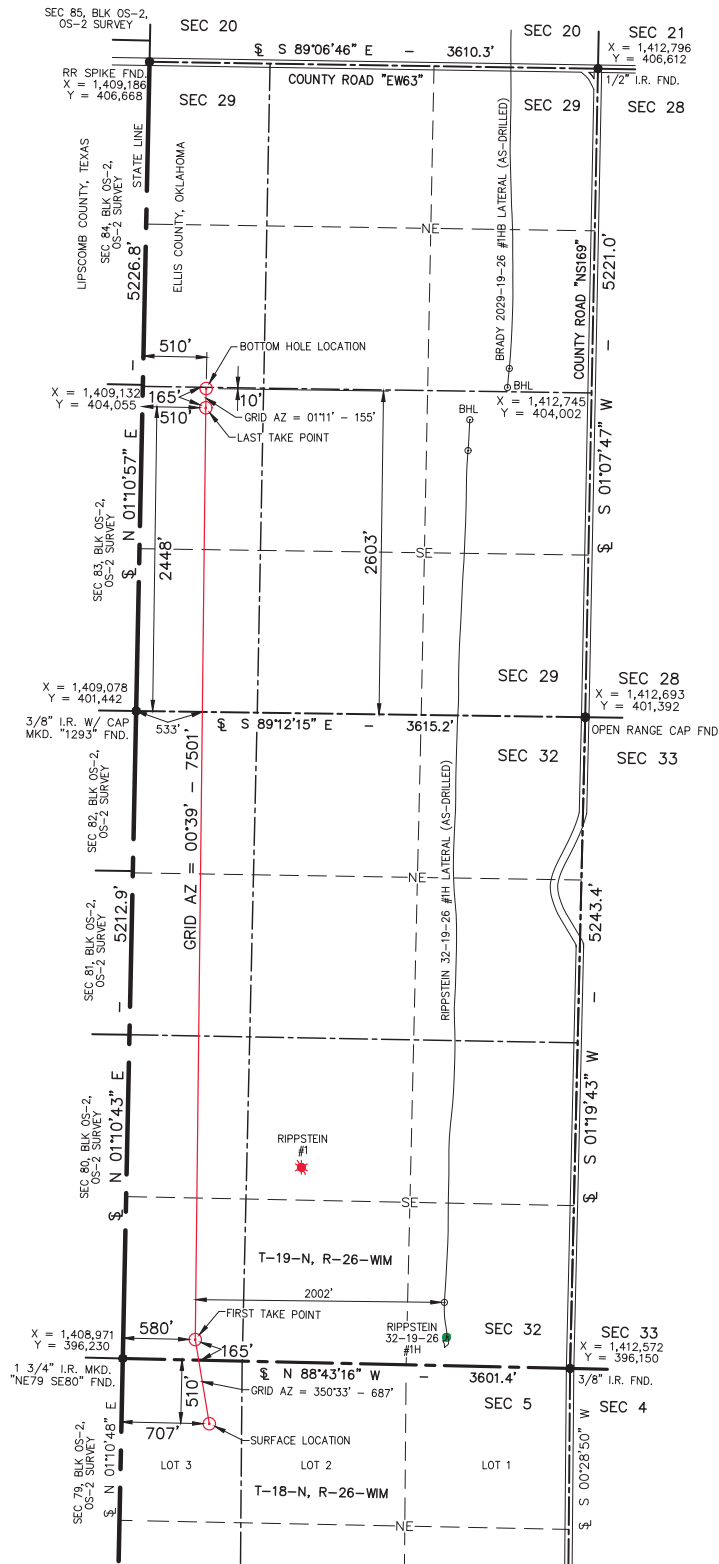 SEC 85, BLK OS-2,
OS-2 SURVEY
SEC 20
SEC 20
SEC 21
℄ S 89°06'46" E - 3610.3'
X = 1,412,796
Y = 406,612
RR SPIKE FND.
X = 1,409,186
Y = 406,668
COUNTY ROAD "EW63"
1/2" I.R. FND.
SEC 29
SEC 29
SEC 28
LIPSCOMB COUNTY, TEXAS
STATE LINE
ELLIS COUNTY, OKLAHOMA
SEC 84, BLK OS-2,
OS-2 SURVEY
5226.8'
NE
BRADY 2029-19-26 #1HB LATERAL (AS-DRILLED)
COUNTY ROAD "NS169"
5221.0'
510'
BOTTOM HOLE LOCATION
X = 1,409,132
Y = 404,055
165'
10'
GRID AZ = 01°11' - 155'
510'
LAST TAKE POINT
BHL
BHL
X = 1,412,745
Y = 404,002
℄ N 01°10'57" E -
℄ S 01°07'47" W -
SEC 83, BLK OS-2,
OS-2 SURVEY
2448'
2603'
SE
SEC 29
SEC 28
X = 1,409,078
Y = 401,442
X = 1,412,693
Y = 401,392
3/8" I.R. W/ CAP
MKD. "1293" FND.
533'
℄ S 89°12'15" E - 3615.2'
OPEN RANGE CAP FND
SEC 32
SEC 33
SEC 82, BLK OS-2,
OS-2 SURVEY
GRID AZ = 00°39' - 7501'
RIPPSTEIN 32-19-26 #1H LATERAL (AS-DRILLED)
NE
SEC 81, BLK OS-2,
OS-2 SURVEY
5212.9'
5243.4'
℄ N 01°10'43" E -
℄ S 01°19'43" W -
SEC 80, BLK OS-2,
OS-2 SURVEY
RIPPSTEIN
#1
SE
T-19-N, R-26-WIM
2002'
580'
FIRST TAKE POINT
RIPPSTEIN
32-19-26
#1H
SEC 32
SEC 33
X = 1,408,971
Y = 396,230
165'
X = 1,412,572
Y = 396,150
1 3/4" I.R. MKD.
"NE79 SE80" FND.
℄ N 88°43'16" W - 3601.4'
3/8" I.R. FND.
510'
GRID AZ = 350°33' - 687'
SEC 5
SEC 4
707'
SURFACE LOCATION
SEC 79, BLK OS-2,
OS-2 SURVEY
℄ N 01°10'48" E
℄ S 00°28'50" W
LOT 3
LOT 2
LOT 1
T-18-N, R-26-WIM
NE